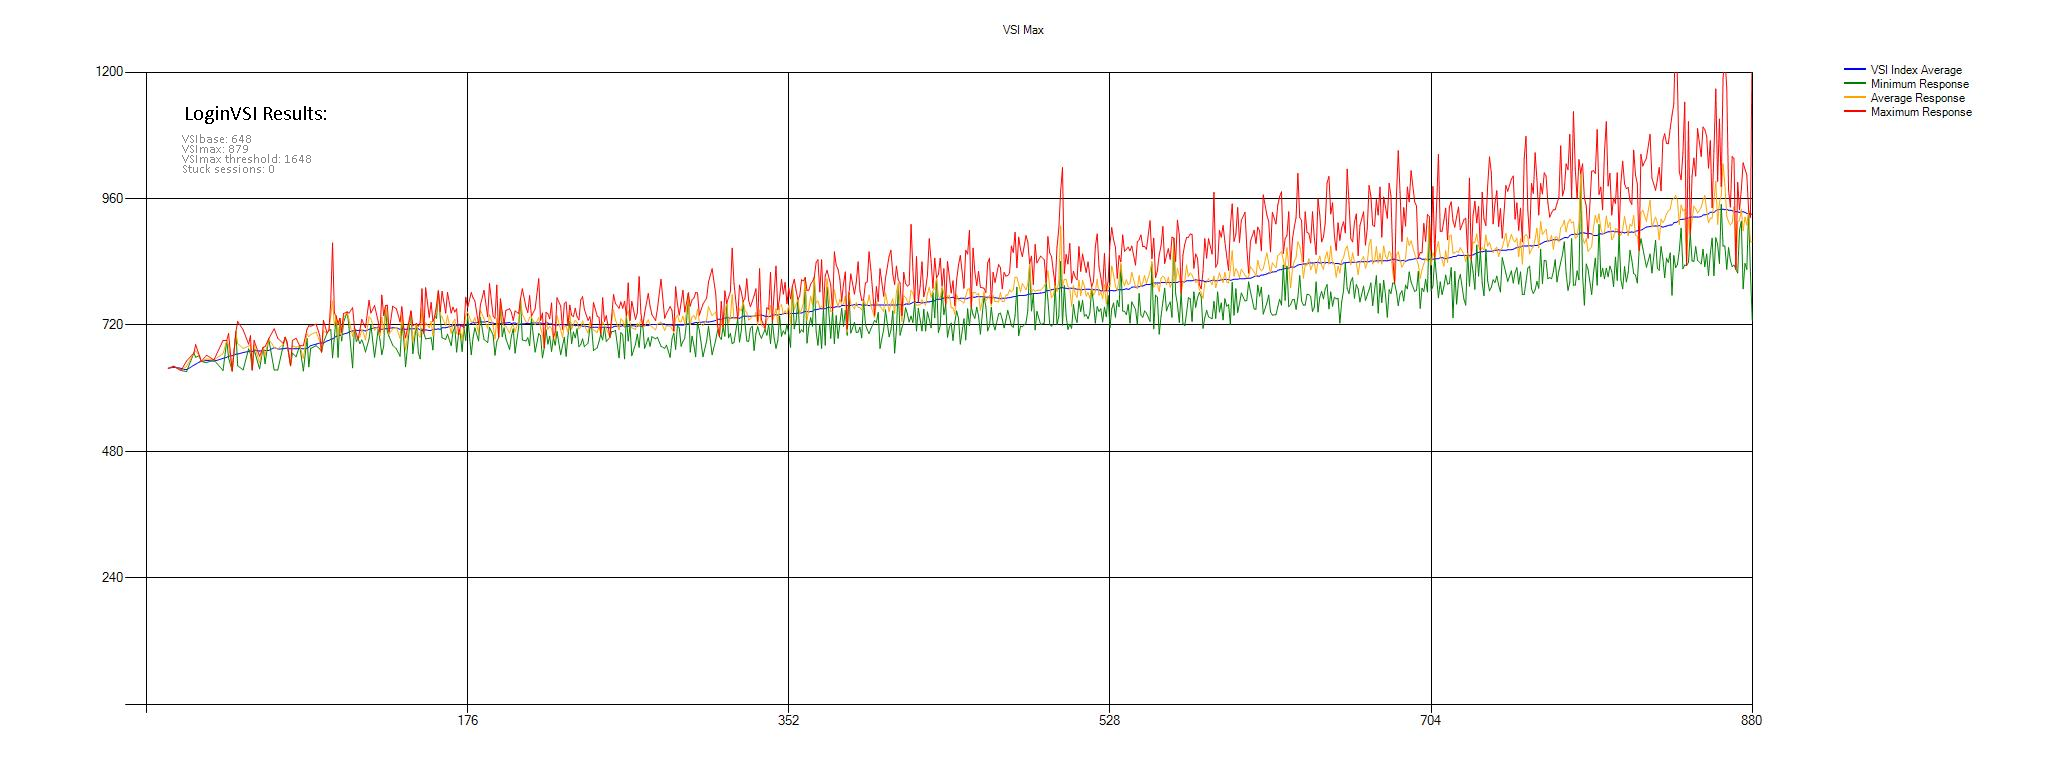 VSI Max
1200
960
720
480
240
LoginVSI Results:
VSIbase: 648
VSImax: 879
VSImax threshold: 1648
Stuck sessions: 0
VSI Index Average
Minimum Response
Average Response
Maximum Response
176
352
528
704
880